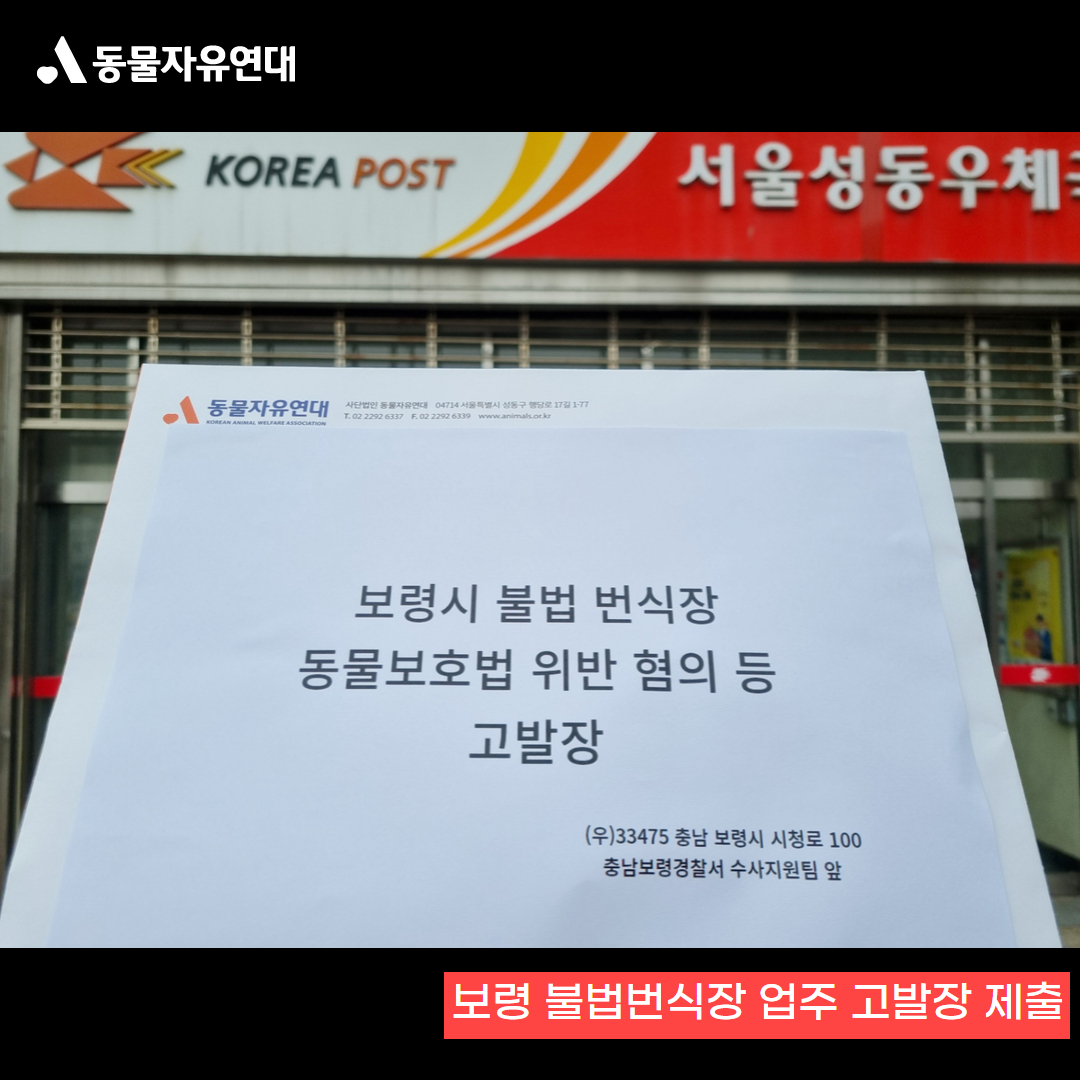 동물자유연대
KOREA POST
서울성동우체국
동물자유연대
KOREAN ANIMAL WELFARE ASSOCIATION
사단법인 동물자유연대 04714 서울특별시 성동구 행당로 17길 1-77
T. 02 2292 6337 F. 02 2292 6339 www.animals.or.kr
보령시 불법 번식장
동물보호법 위반 혐의 등
고발장
(우)33475 충남 보령시 시청로 100
충남보령경찰서 수사지원팀 앞
보령 불법번식장 업주 고발장 제출